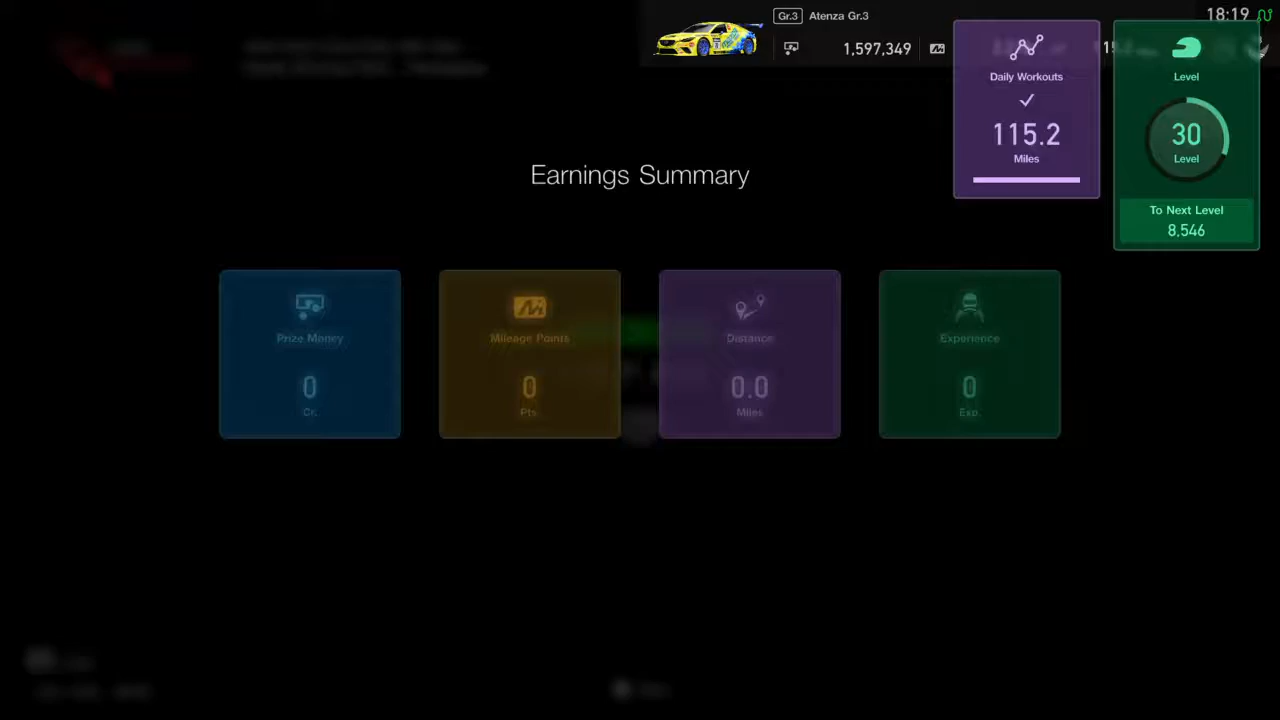 Gr.3 Atenza Gr.3
18:19
1,597,349
Daily Workouts
115.2
Miles
Level
30
Level
To Next Level
8,546
Earnings Summary
Prize Money
0
Cr.
Mileage Points
0
Pts.
Distance
0.0
Miles
Experience
0
Exp.